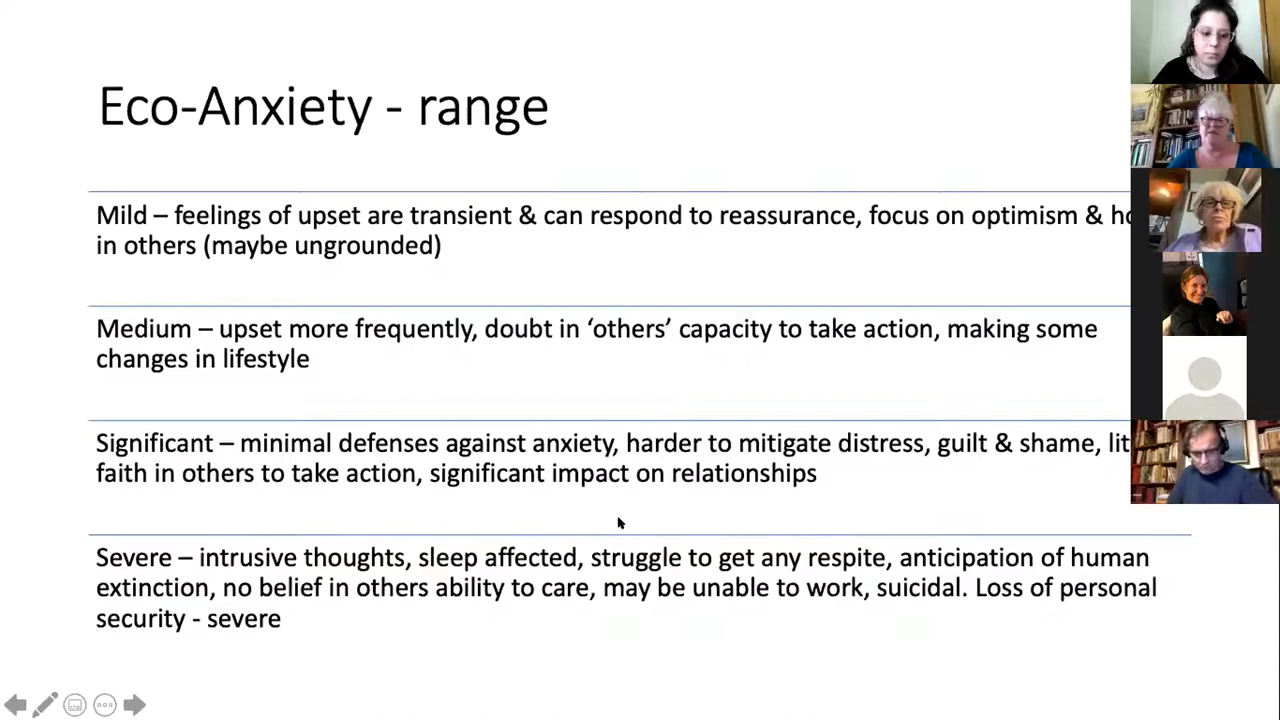 Eco-Anxiety - range
Mild – feelings of upset are transient & can respond to reassurance, focus on optimism &
in others (maybe ungrounded)
Medium – upset more frequently, doubt in ‘others’ capacity to take action, making some
changes in lifestyle
Significant – minimal defenses against anxiety, harder to mitigate distress, guilt & shame,
faith in others to take action, significant impact on relationships
Severe – intrusive thoughts, sleep affected, struggle to get any respite, anticipation of human
extinction, no belief in others ability to care, may be unable to work, suicidal. Loss of personal
security - severe